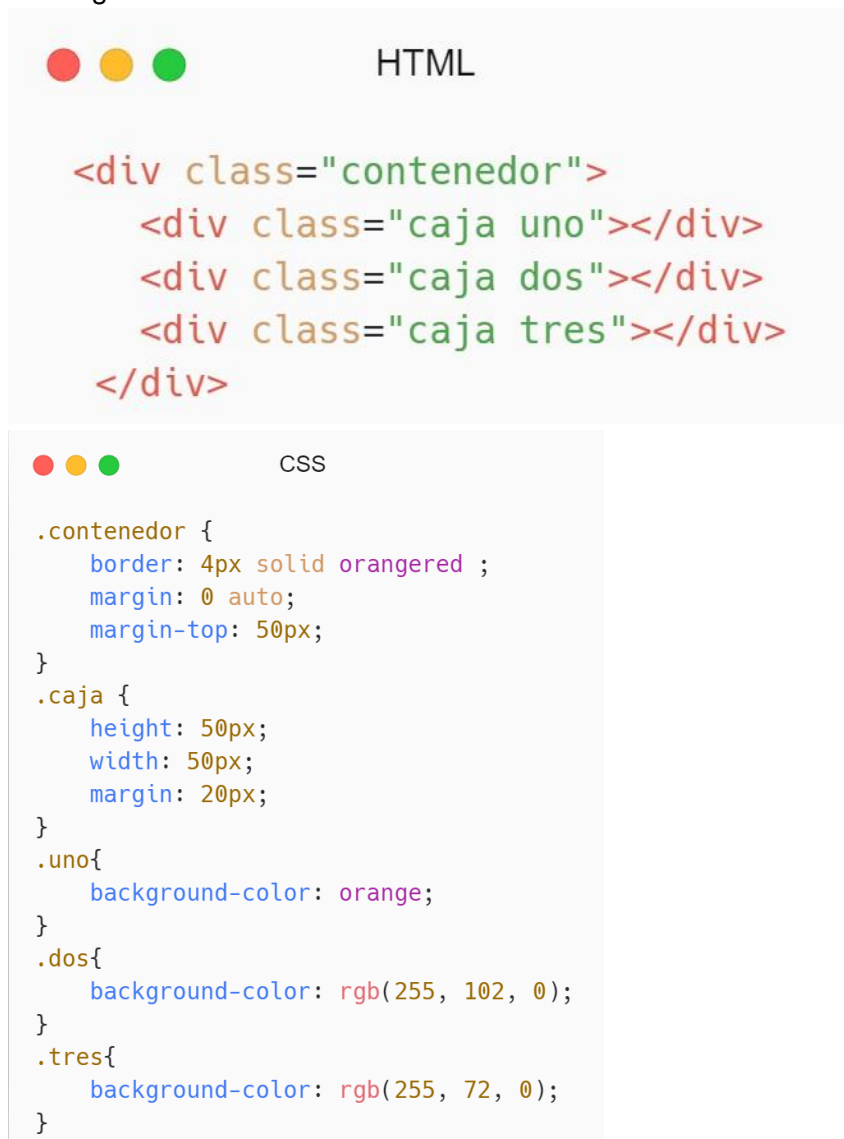 HTML
<div class="contenedor">
<div class="caja uno"></div>
<div class="caja dos"></div>
<div class="caja tres"></div>
</div>
CSS
.contenedor {
border: 4px solid orangered ;
margin: 0 auto;
margin-top: 50px;
}
.caja {
height: 50px;
width: 50px;
margin: 20px;
}
.uno{
background-color: orange;
}
.dos{
background-color: rgb(255, 102, 0);
}
.tres{
background-color: rgb(255, 72, 0);
}